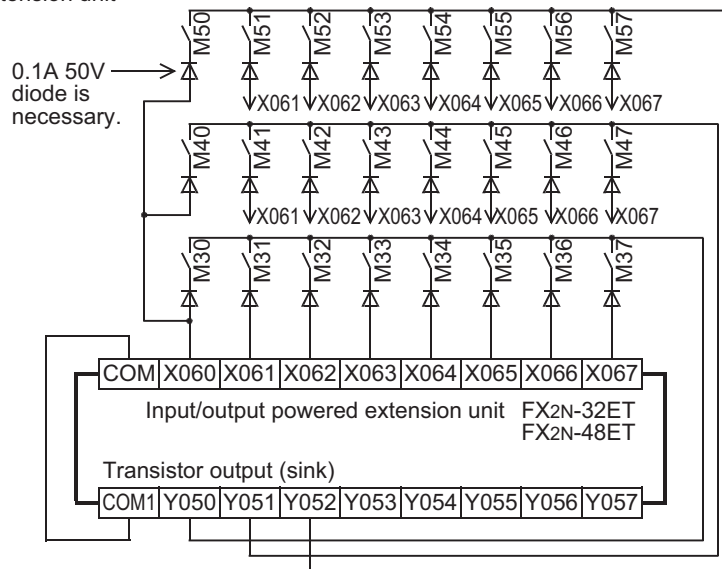 tension unit
M50 M51 M52 M53 M54 M55 M56 M57
0.1A 50V
diode is
necessary.
X061 X062 X063 X064 X065 X066 X067
M40 M41 M42 M43 M44 M45 M46 M47
X061 X062 X063 X064 X065 X066 X067
M30 M31 M32 M33 M34 M35 M36 M37
COM X060 X061 X062 X063 X064 X065 X066 X067
Input/output powered extension unit FX2N-32ET
FX2N-48ET
Transistor output (sink)
COM1 Y050 Y051 Y052 Y053 Y054 Y055 Y056 Y057